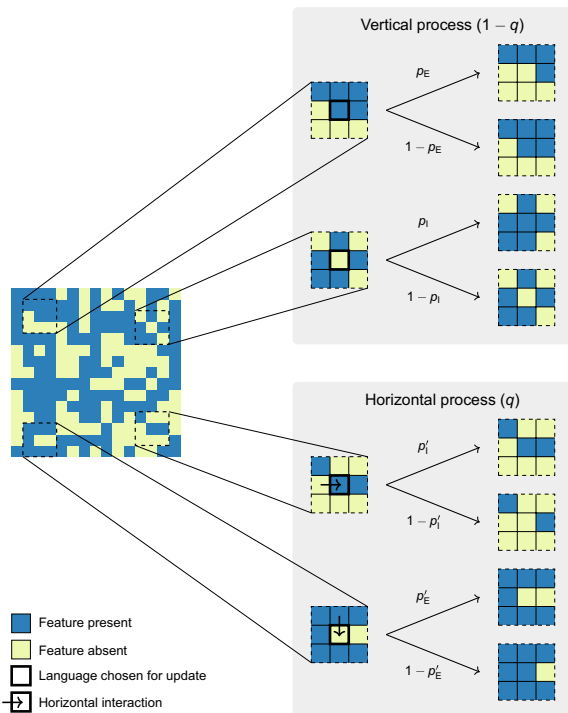 Vertical process (1 − q)
pE
1 − pE
pI
1 − pI
Horizontal process (q)
p′I
1 − p′I
p′E
1 − p′E
Feature present
Feature absent
Language chosen for update
Horizontal interaction